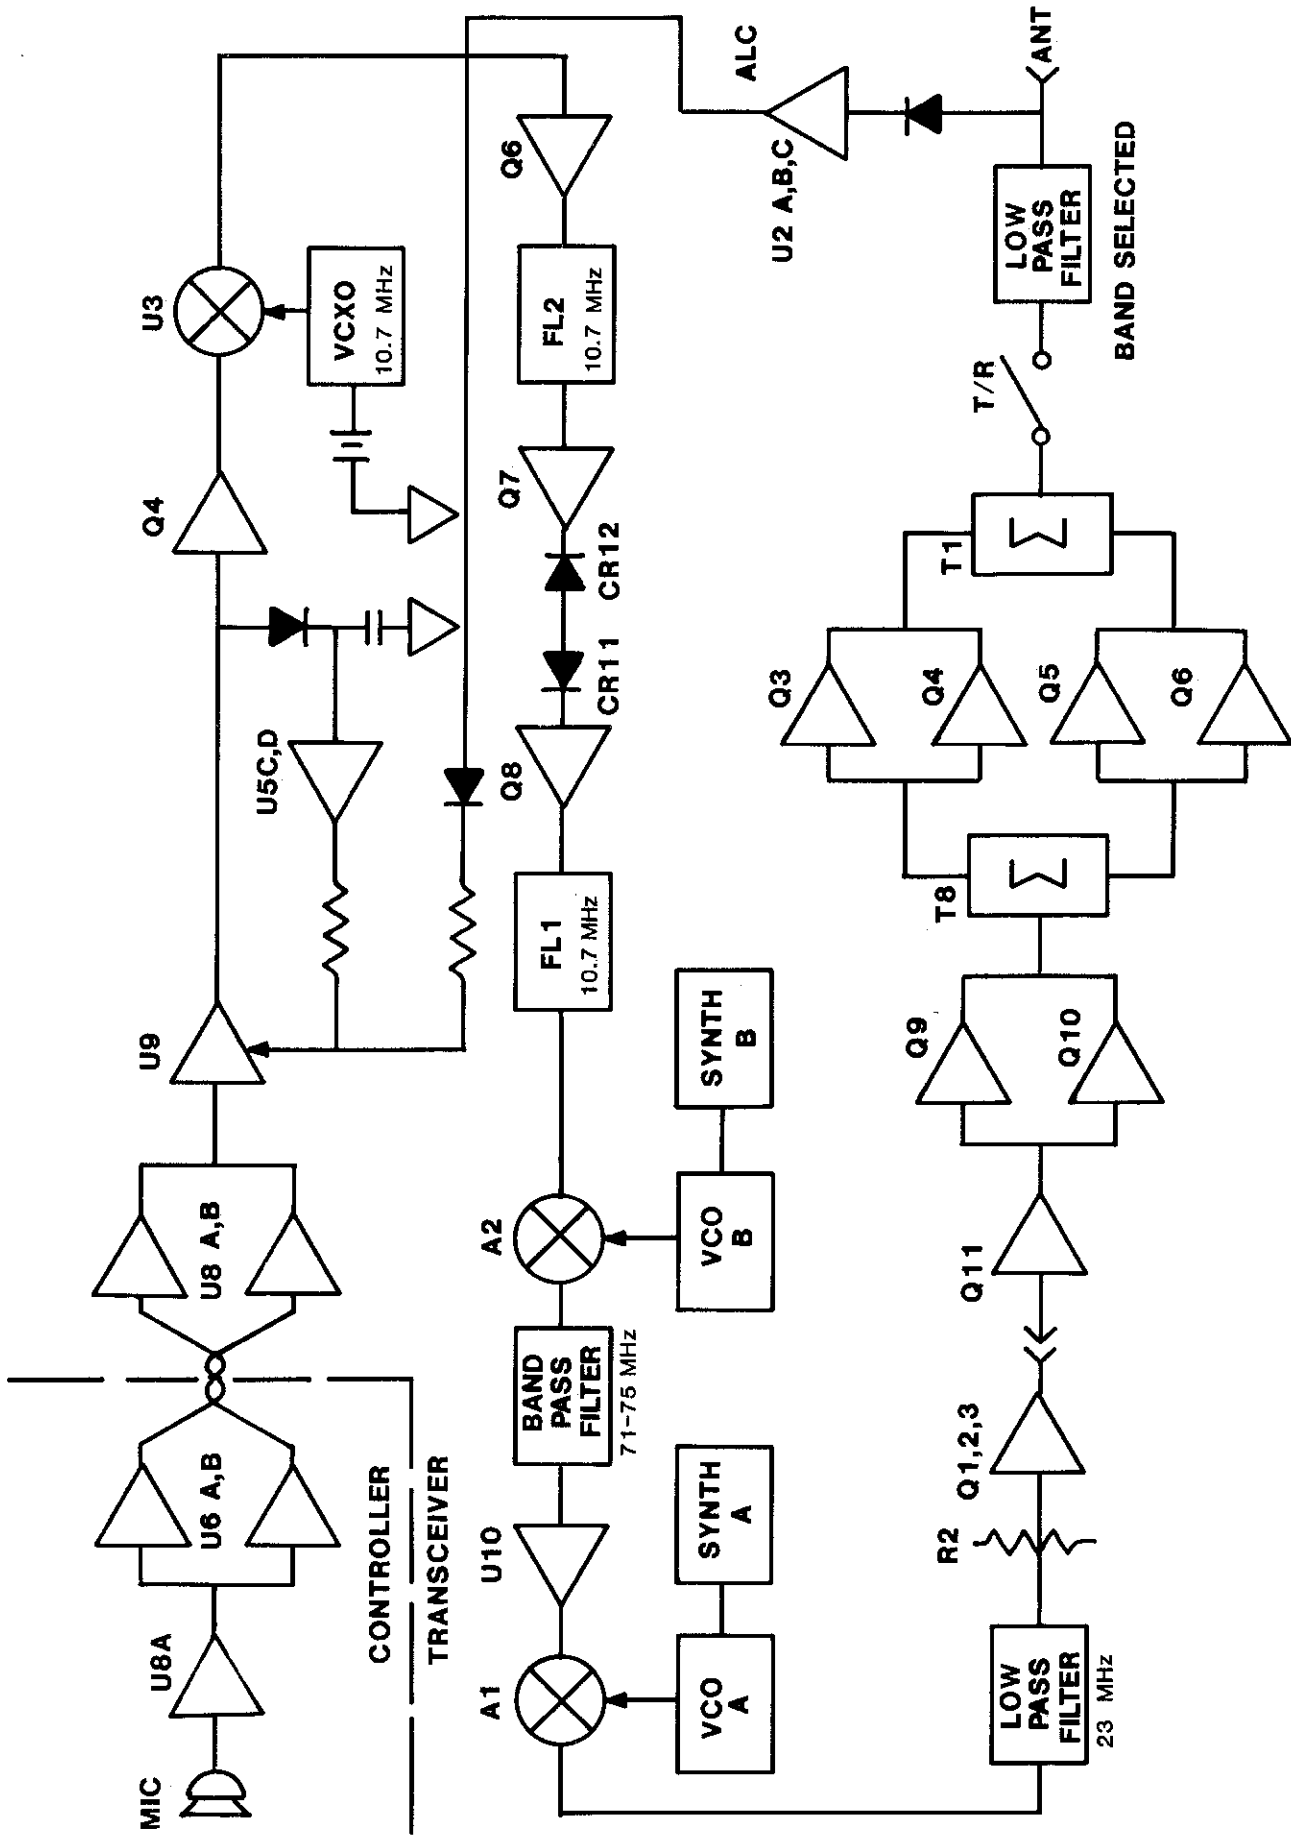 MIC
U8A
U6 A,B
CONTROLLER
TRANSCEIVER
U8 A,B
U9
U5C,D
Q4
U3
VCXO
10.7 MHz
A1
VCO
A
SYNTH
A
U10
BAND
PASS
FILTER
71-75 MHz
A2
VCO
B
SYNTH
B
FL1
10.7 MHz
Q8
CR11
CR12
Q7
FL2
10.7 MHz
Q6
ALC
U2 A,B,C
LOW
PASS
FILTER
23 MHz
R2
Q1,2,3
Q11
Q9
Q10
T8
Σ
Q3
Q4
Q5
Q6
T1
Σ
T/R
LOW
PASS
FILTER
BAND SELECTED
ANT